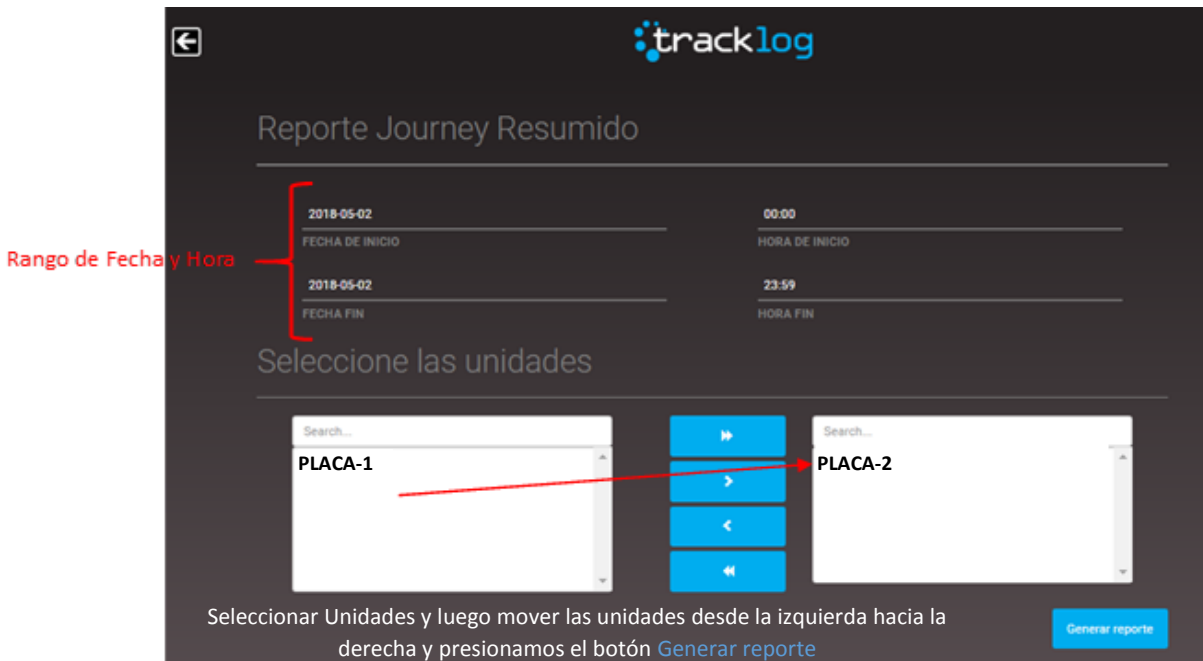 tracklog
Reporte Journey Resumido
2018-05-02
00:00
FECHA DE INICIO
HORA DE INICIO
Rango de Fecha y Hora
2018-05-02
23:59
FECHA FIN
HORA FIN
Seleccione las unidades
Search...
Search...
PLACA-1
PLACA-2
Seleccionar Unidades y luego mover las unidades desde la izquierda hacia la
derecha y presionamos el botón Generar reporte
Generar reporte